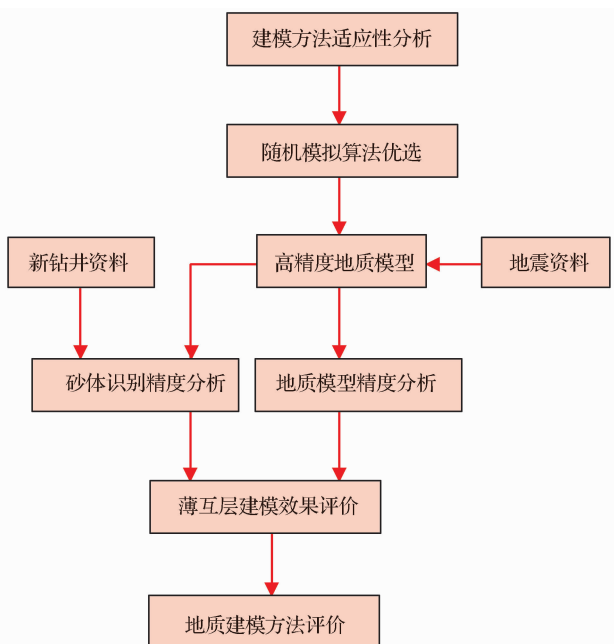 建模方法适应性分析
随机模拟算法优选
新钻井资料
高精度地质模型
地震资料
砂体识别精度分析
地质模型精度分析
薄互层建模效果评价
地质建模方法评价